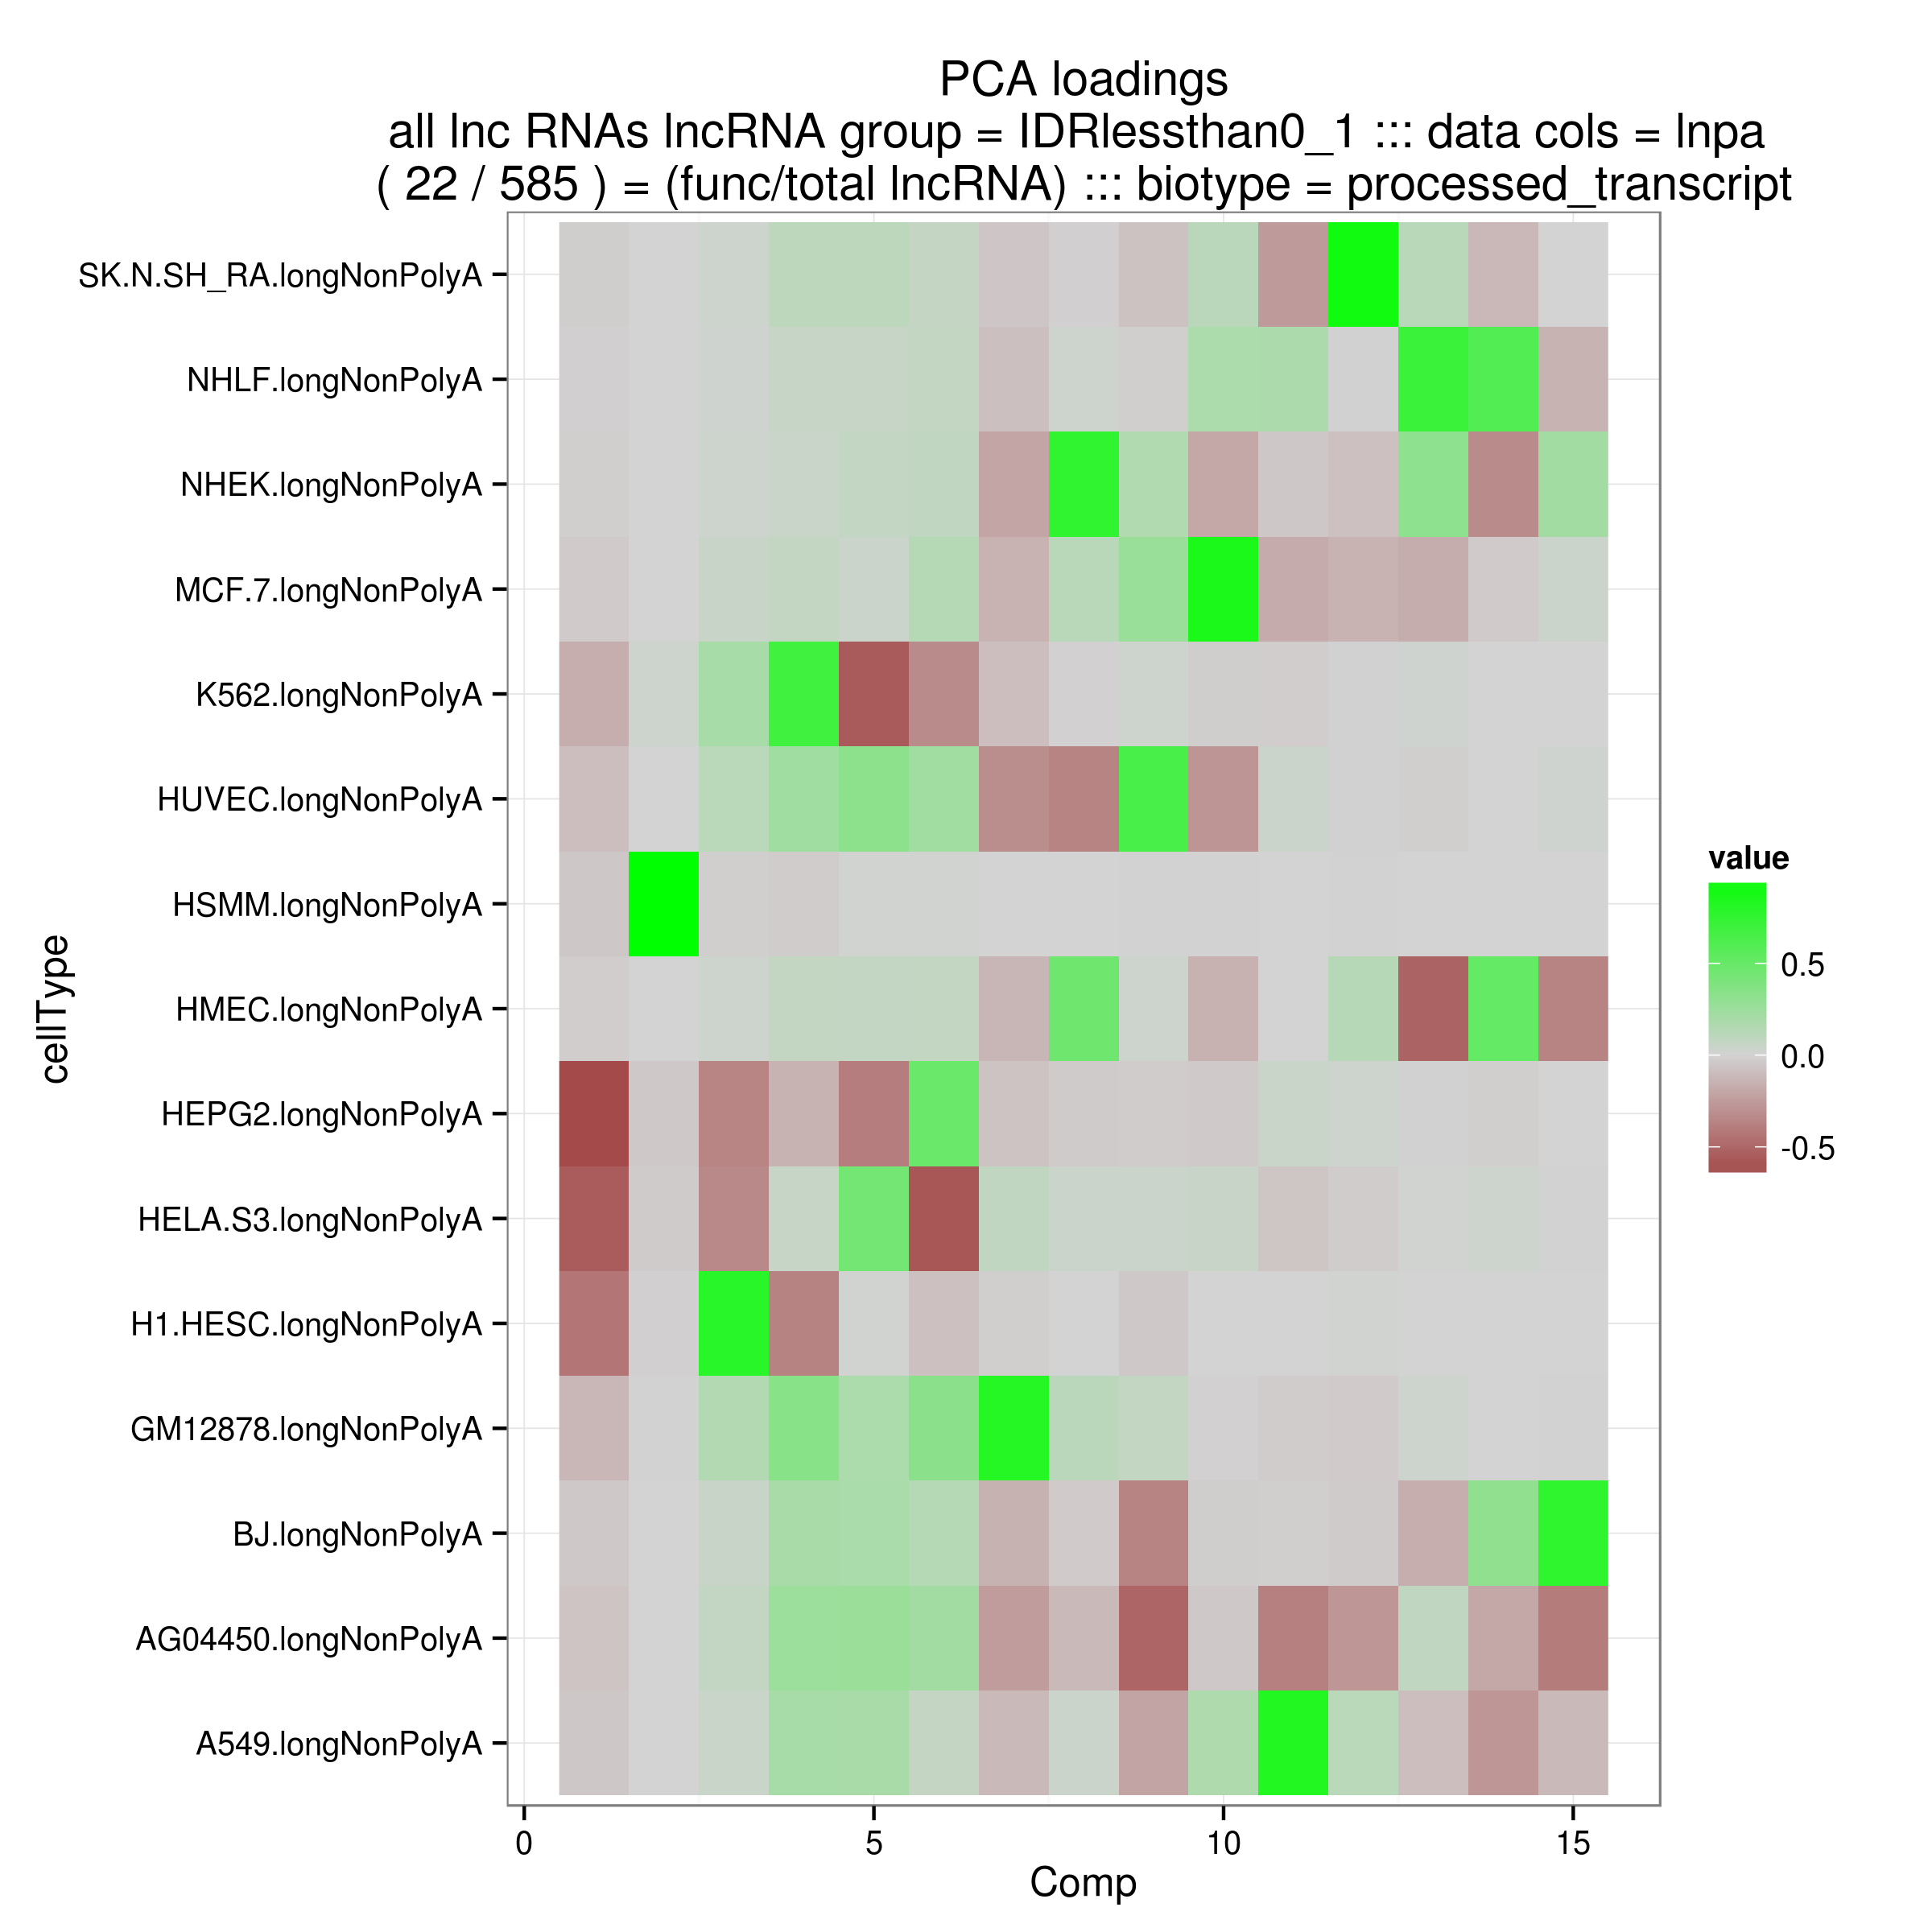 PCA loadings
all lnc RNAs lncRNA group = IDRlessthan0_1 ::: data cols = lnpa
( 22 / 585 ) = (func/total lncRNA) ::: biotype = processed_transcript
SK.N.SH_RA.longNonPolyA
NHLF.longNonPolyA
NHEK.longNonPolyA
MCF.7.longNonPolyA
K562.longNonPolyA
HUVEC.longNonPolyA
HSMM.longNonPolyA
HMEC.longNonPolyA
HEPG2.longNonPolyA
HELA.S3.longNonPolyA
H1.HESC.longNonPolyA
GM12878.longNonPolyA
BJ.longNonPolyA
AG04450.longNonPolyA
A549.longNonPolyA
cellType
0 5 10 15
Comp
value
0.5
0.0
-0.5